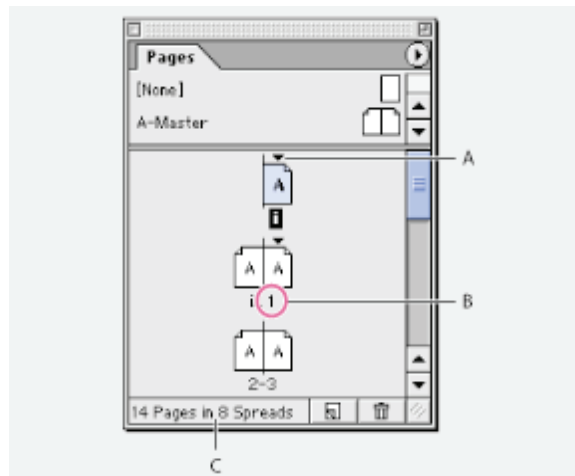 Pages
[None]
A-Master
A
A
i
A A
i 1
B
A A
2-3
14 Pages in 8 Spreads
C